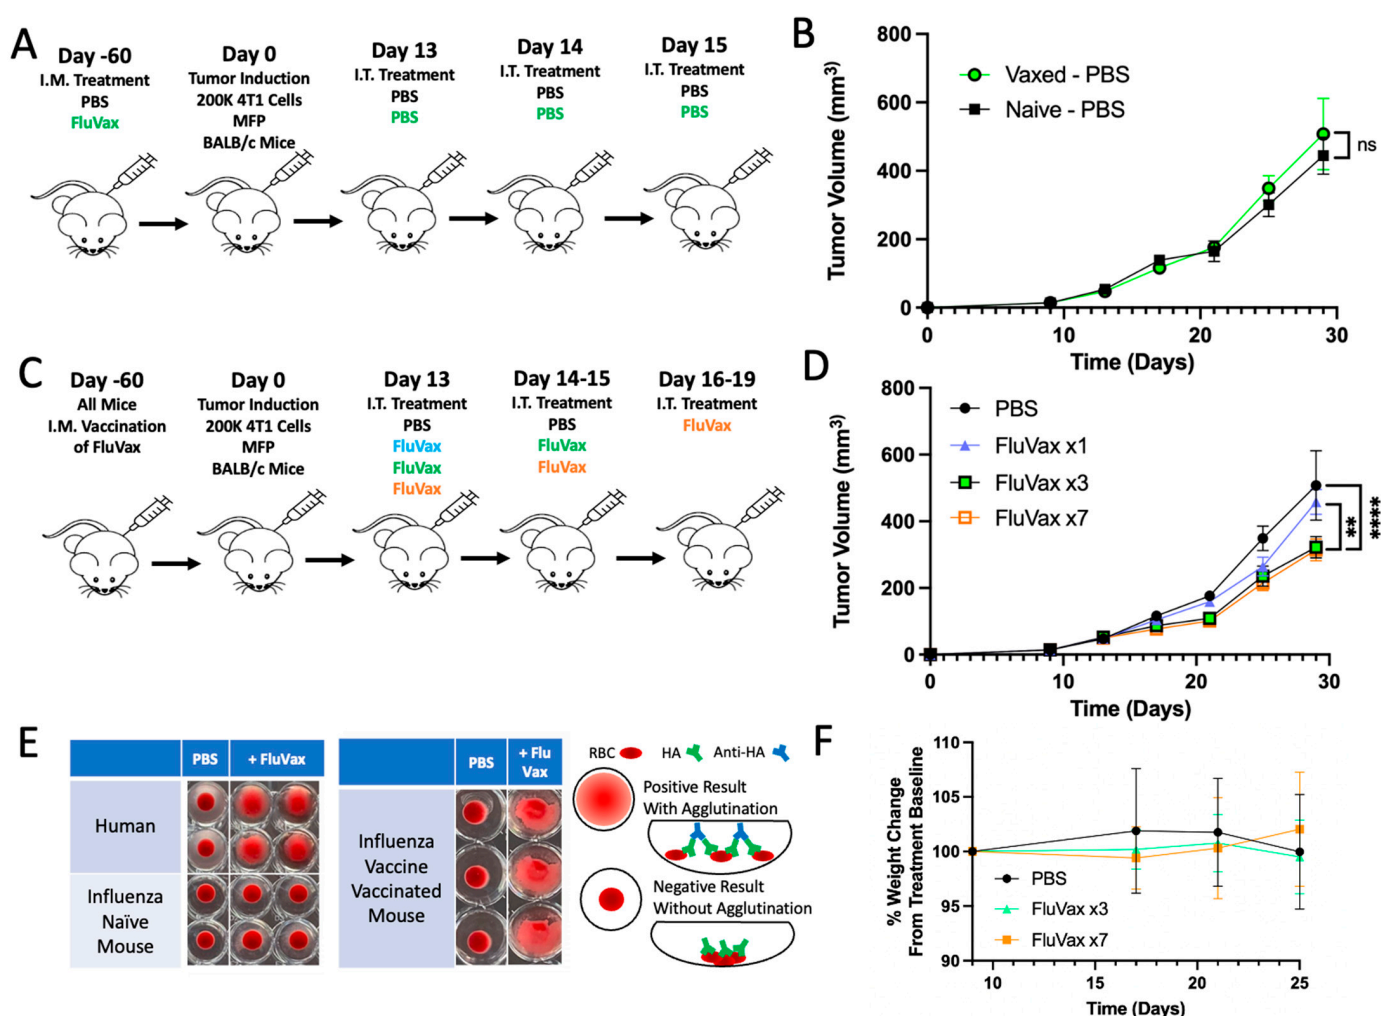 A
Day -60
I.M. Treatment
PBS
FluVax
Day 0
Tumor Induction
200K 4T1 Cells
MFP
BALB/c Mice
Day 13
I.T. Treatment
PBS
PBS
Day 14
I.T. Treatment
PBS
PBS
Day 15
I.T. Treatment
PBS
PBS
B
Tumor Volume (mm³)
800
600
400
200
0
0
10
20
30
Time (Days)
Vaxed - PBS
Naive - PBS
ns
C
Day -60
All Mice
I.M. Vaccination
of FluVax
Day 0
Tumor Induction
200K 4T1 Cells
MFP
BALB/c Mice
Day 13
I.T. Treatment
PBS
FluVax
FluVax
FluVax
Day 14-15
I.T. Treatment
PBS
FluVax
FluVax
Day 16-19
I.T. Treatment
FluVax
D
Tumor Volume (mm³)
800
600
400
200
0
0
10
20
30
Time (Days)
PBS
FluVax x1
FluVax x3
FluVax x7
**
****
E
PBS
+ FluVax
Human
Influenza
Naïve
Mouse
PBS
+ Flu
Vax
Influenza
Vaccine
Vaccinated
Mouse
RBC
HA
Anti-HA
Positive Result
With Agglutination
Negative Result
Without Agglutination
F
% Weight Change
From Treatment Baseline
110
105
100
95
90
10
15
20
25
Time (Days)
PBS
FluVax x3
FluVax x7